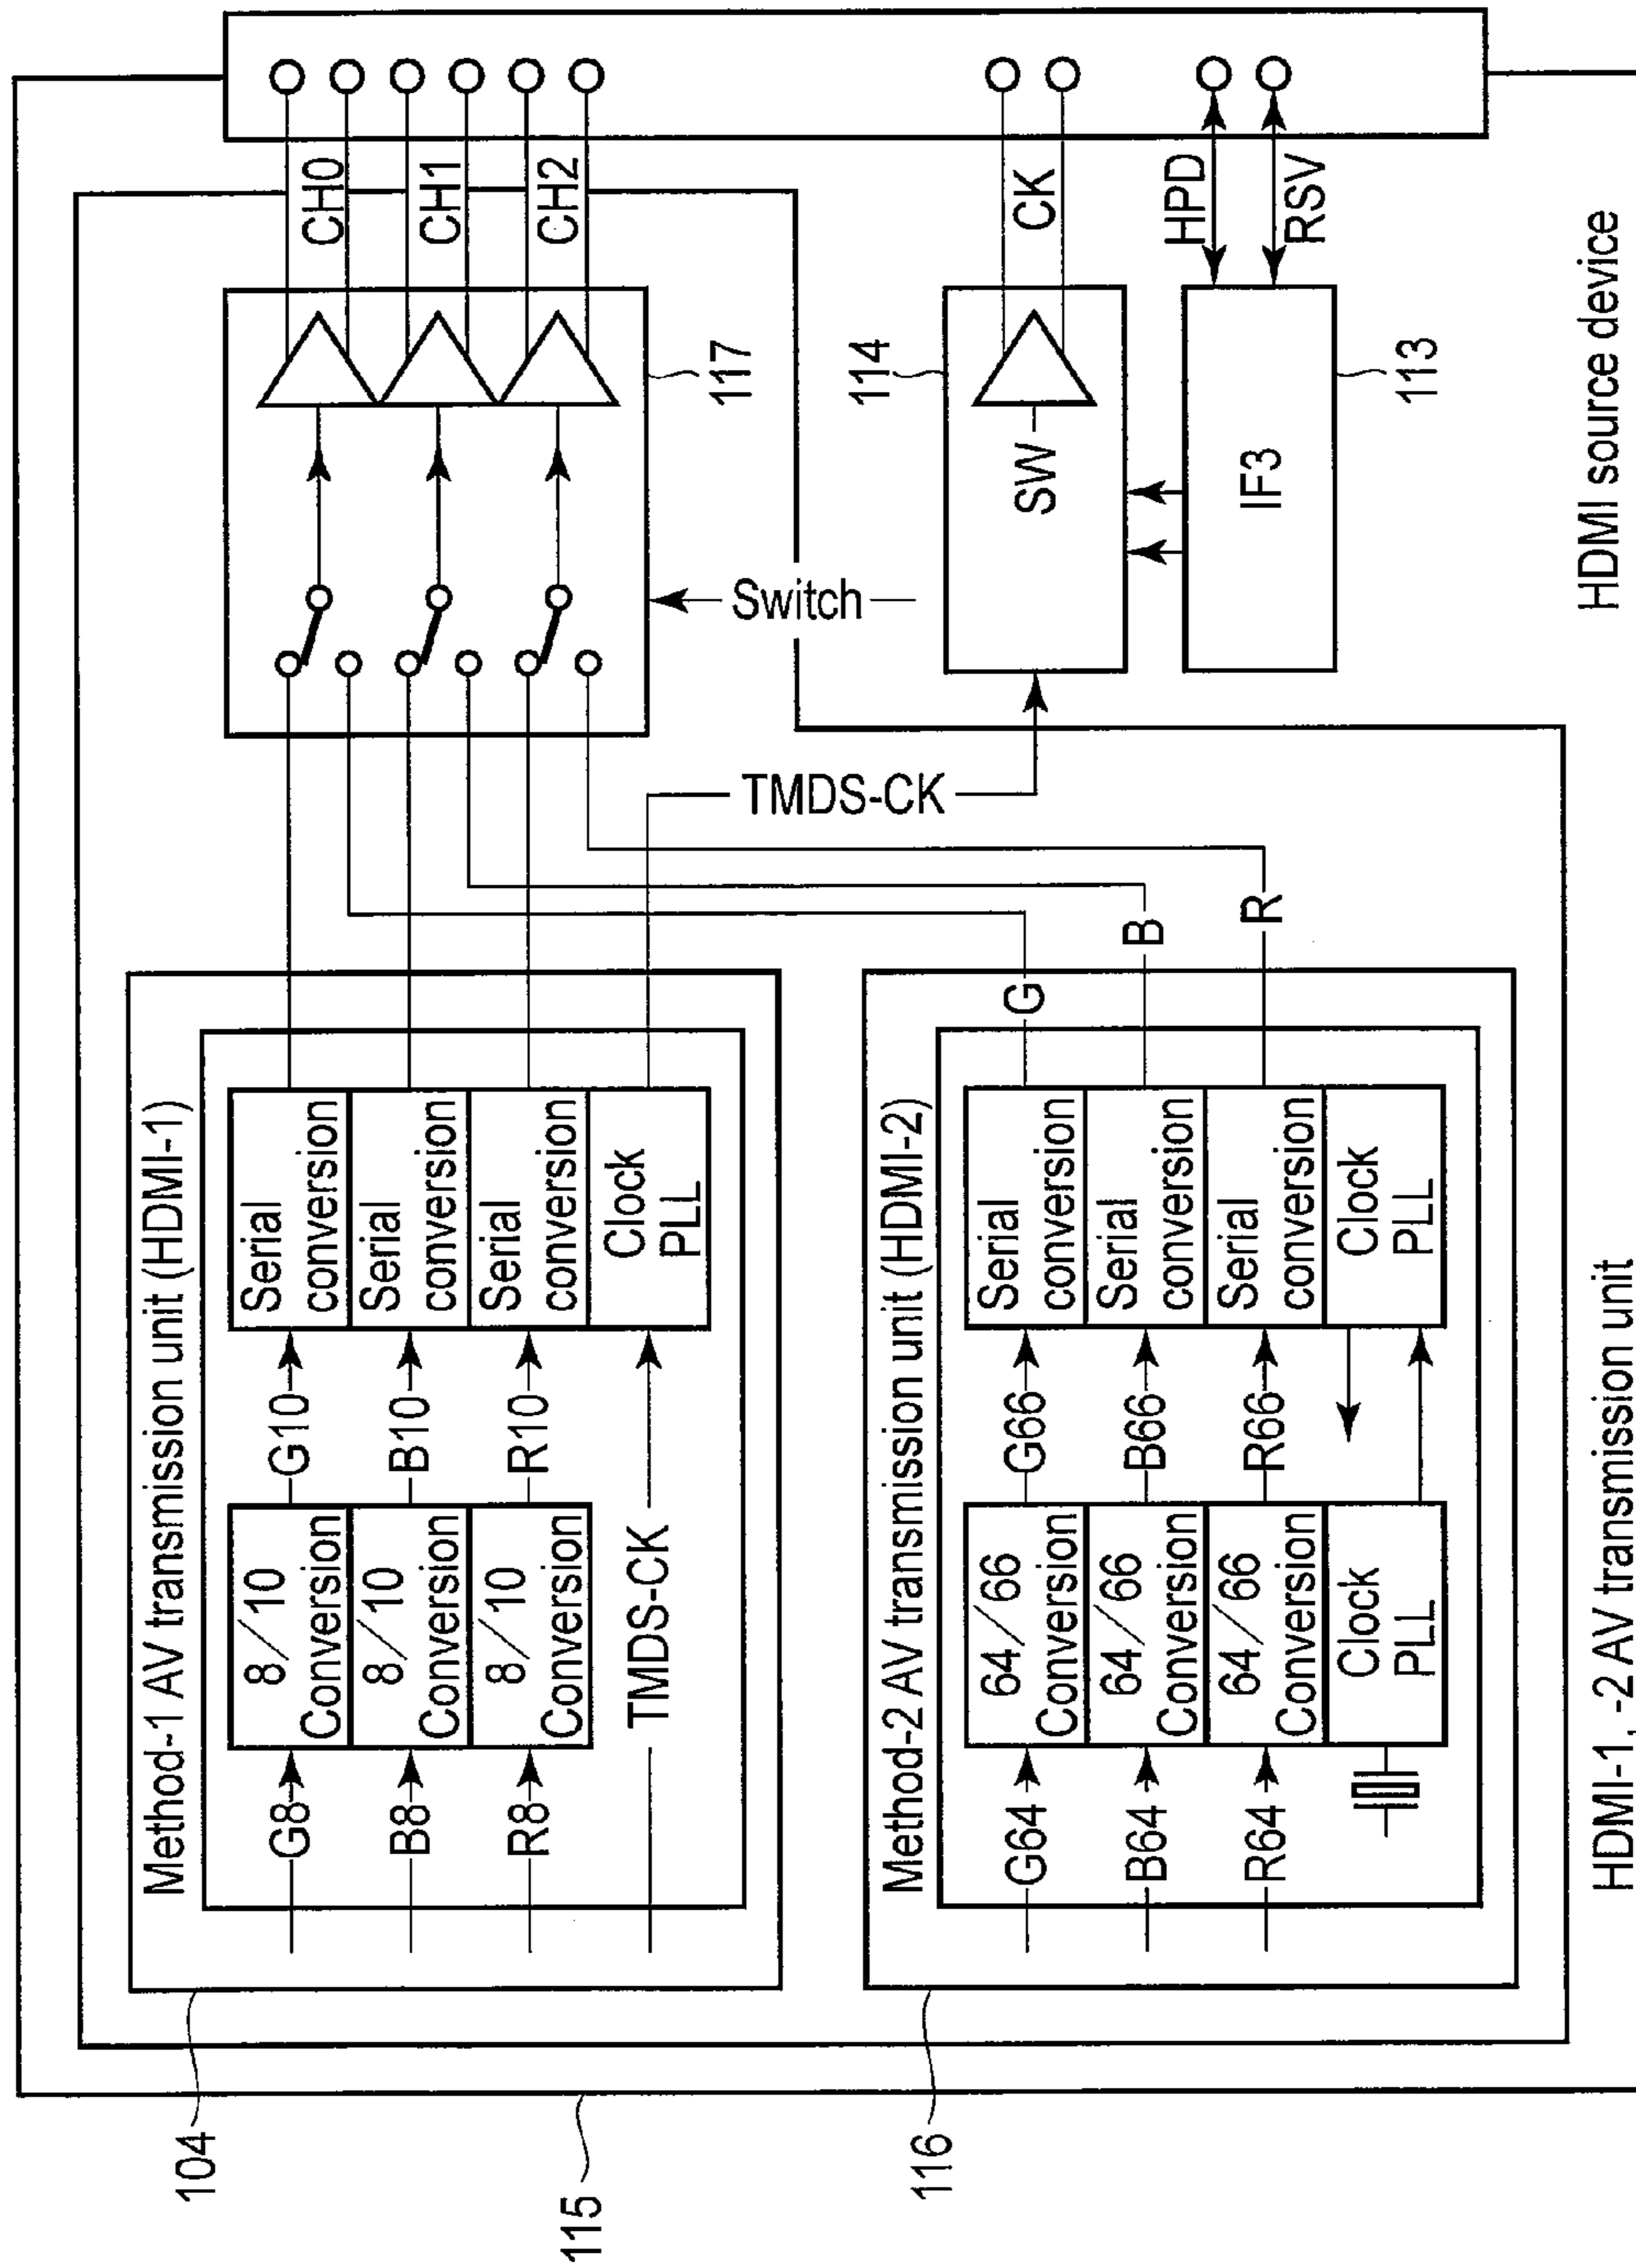 Method-1 AV transmission unit (HDMI-1)
G8
8/10
Conversion
G10
Serial
conversion
B8
8/10
Conversion
B10
Serial
conversion
R8
8/10
Conversion
R10
Serial
conversion
TMDS-CK
Clock
PLL
104
115
CH0
CH1
CH2
117
Switch
TMDS-CK
Method-2 AV transmission unit (HDMI-2)
G64
64/66
Conversion
G66
Serial
conversion
G
B64
64/66
Conversion
B66
Serial
conversion
B
R64
64/66
Conversion
R66
Serial
conversion
R
Clock
PLL
Clock
PLL
116
114
SW
CK
IF3
113
HPD
RSV
HDMI-1, -2 AV transmission unit
HDMI source device